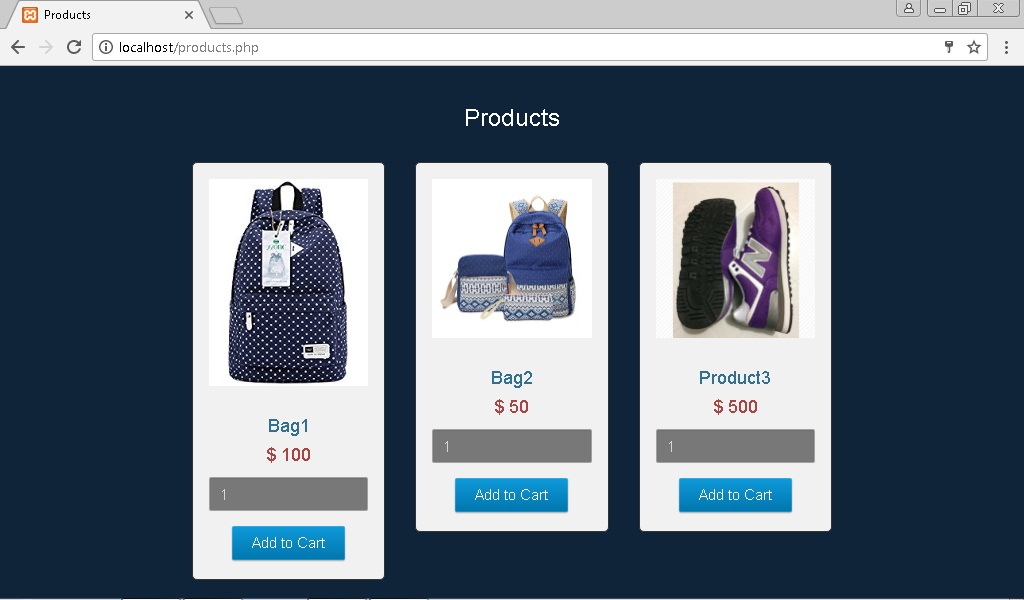 Products
localhost/products.php
Products
Bag1
$ 100
1
Add to Cart
Bag2
$ 50
1
Add to Cart
N
Product3
$ 500
1
Add to Cart